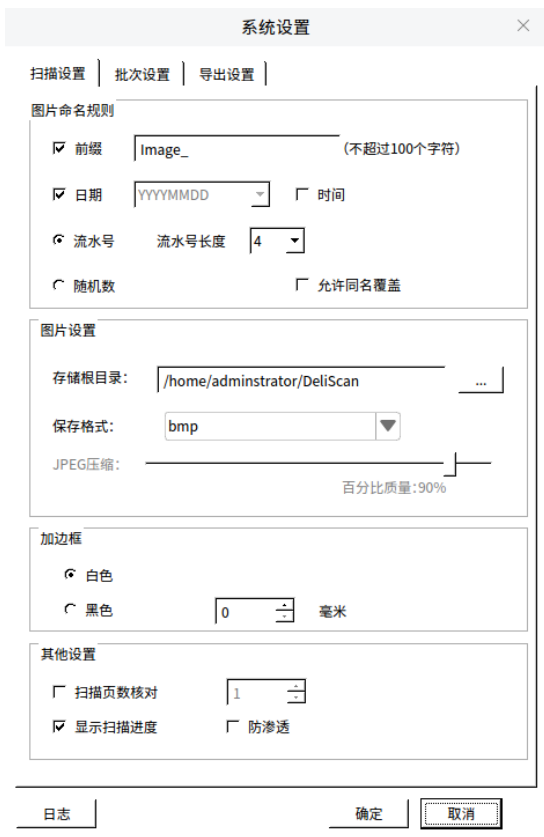 系统设置
扫描设置 批次设置 导出设置
图片命名规则
前缀 Image_ (不超过100个字符)
日期 YYYYMMDD 时间
流水号 流水号长度 4
随机数 允许同名覆盖
图片设置
存储根目录: /home/adminstrator/DeliScan ...
保存格式: bmp
JPEG压缩:
百分比质量:90%
加边框
白色
黑色 0 毫米
其他设置
扫描页数核对 1
显示扫描进度 防渗透
日志 确定 取消